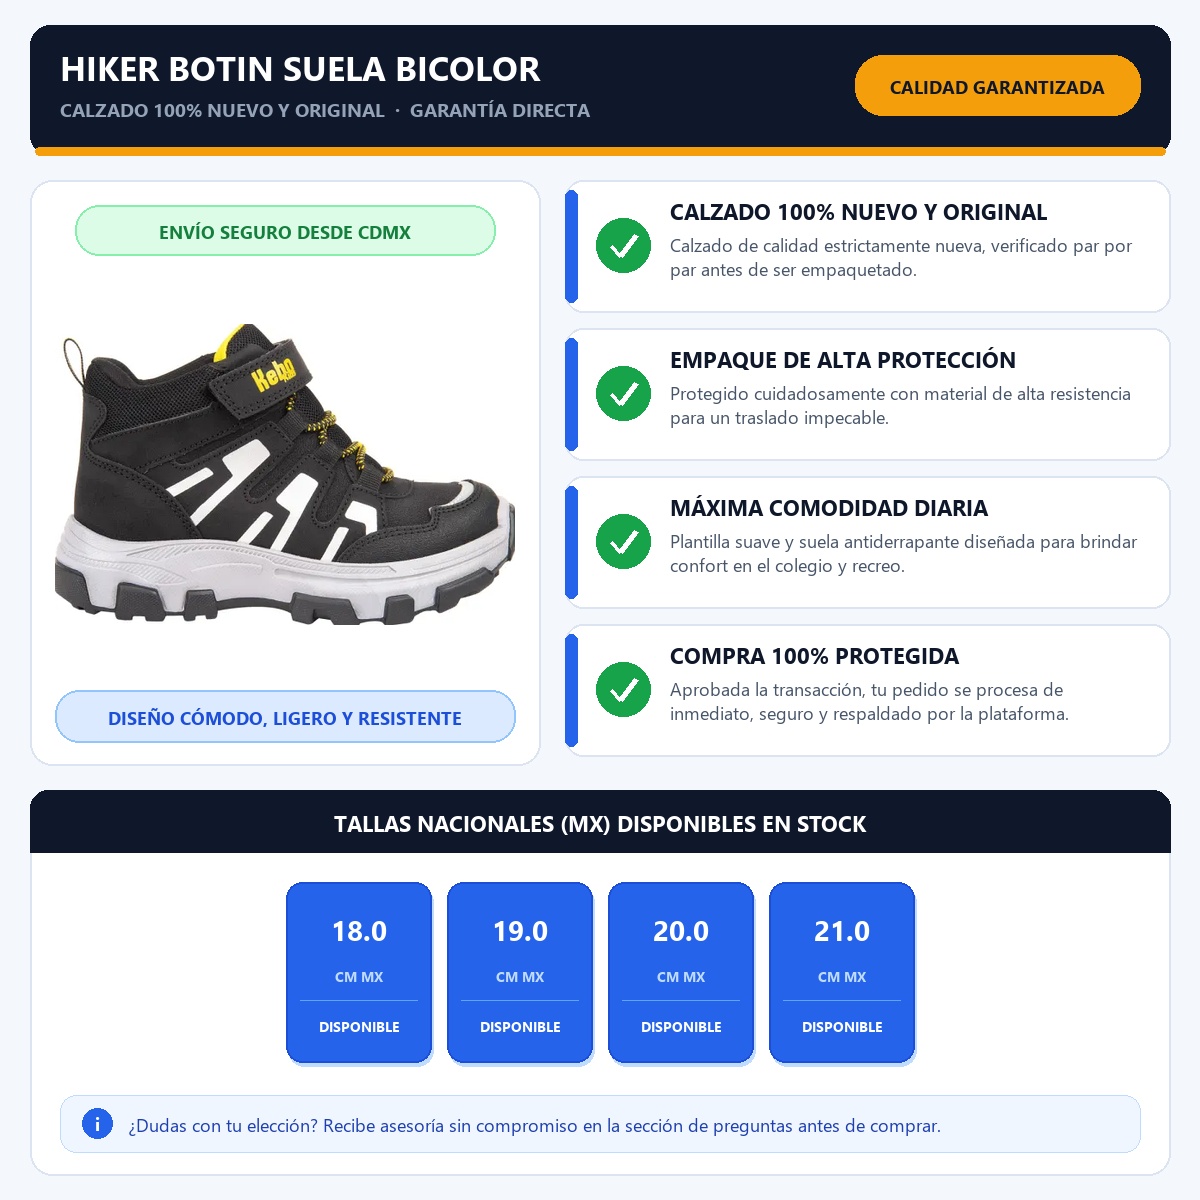 HIKER BOTIN SUELA BICOLOR
CALZADO 100% NUEVO Y ORIGINAL · GARANTÍA DIRECTA
CALIDAD GARANTIZADA
ENVÍO SEGURO DESDE CDMX
Kebo
DISEÑO CÓMODO, LIGERO Y RESISTENTE
CALZADO 100% NUEVO Y ORIGINAL
Calzado de calidad estrictamente nueva, verificado par por
par antes de ser empaquetado.
EMPAQUE DE ALTA PROTECCIÓN
Protegido cuidadosamente con material de alta resistencia
para un traslado impecable.
MÁXIMA COMODIDAD DIARIA
Plantilla suave y suela antiderrapante diseñada para brindar
confort en el colegio y recreo.
COMPRA 100% PROTEGIDA
Aprobada la transacción, tu pedido se procesa de
inmediato, seguro y respaldado por la plataforma.
TALLAS NACIONALES (MX) DISPONIBLES EN STOCK
18.0
CM MX
DISPONIBLE
19.0
CM MX
DISPONIBLE
20.0
CM MX
DISPONIBLE
21.0
CM MX
DISPONIBLE
¿Dudas con tu elección? Recibe asesoría sin compromiso en la sección de preguntas antes de comprar.